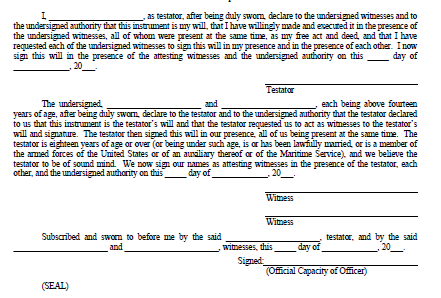 I, ______________________, as testator, after being duly sworn, declare to the undersigned witnesses and to
the undersigned authority that this instrument is my will, that I have willingly made and executed it in the presence of
the undersigned witnesses, all of whom were present at the same time, as my free act and deed, and that I have
requested each of the undersigned witnesses to sign this will in my presence and in the presence of each other. I now
sign this will in the presence of the attesting witnesses and the undersigned authority on this _____ day of
______________, 20___.
Testator
The undersigned, ______________________ and ______________________, each being above fourteen
years of age, after being duly sworn, declare to the testator and to the undersigned authority that the testator declared
to us that this instrument is the testator's will and that the testator requested us to act as witnesses to the testator's
will and signature. The testator then signed this will in our presence, all of us being present at the same time. The
testator is eighteen years of age or over (or being under such age, is or has been lawfully married, or is a member of
the armed forces of the United States or of an auxiliary thereof or of the Maritime Service), and we believe the
testator to be of sound mind. We now sign our names as attesting witnesses in the presence of the testator, each
other, and the undersigned authority on this _____ day of ______________, 20___.
Witness
Witness
Subscribed and sworn to before me by the said ______________________, testator, and by the said
______________________ and ______________________, witnesses, this _____ day of ______________, 20___.
Signed:______________________
(Official Capacity of Officer)
(SEAL)